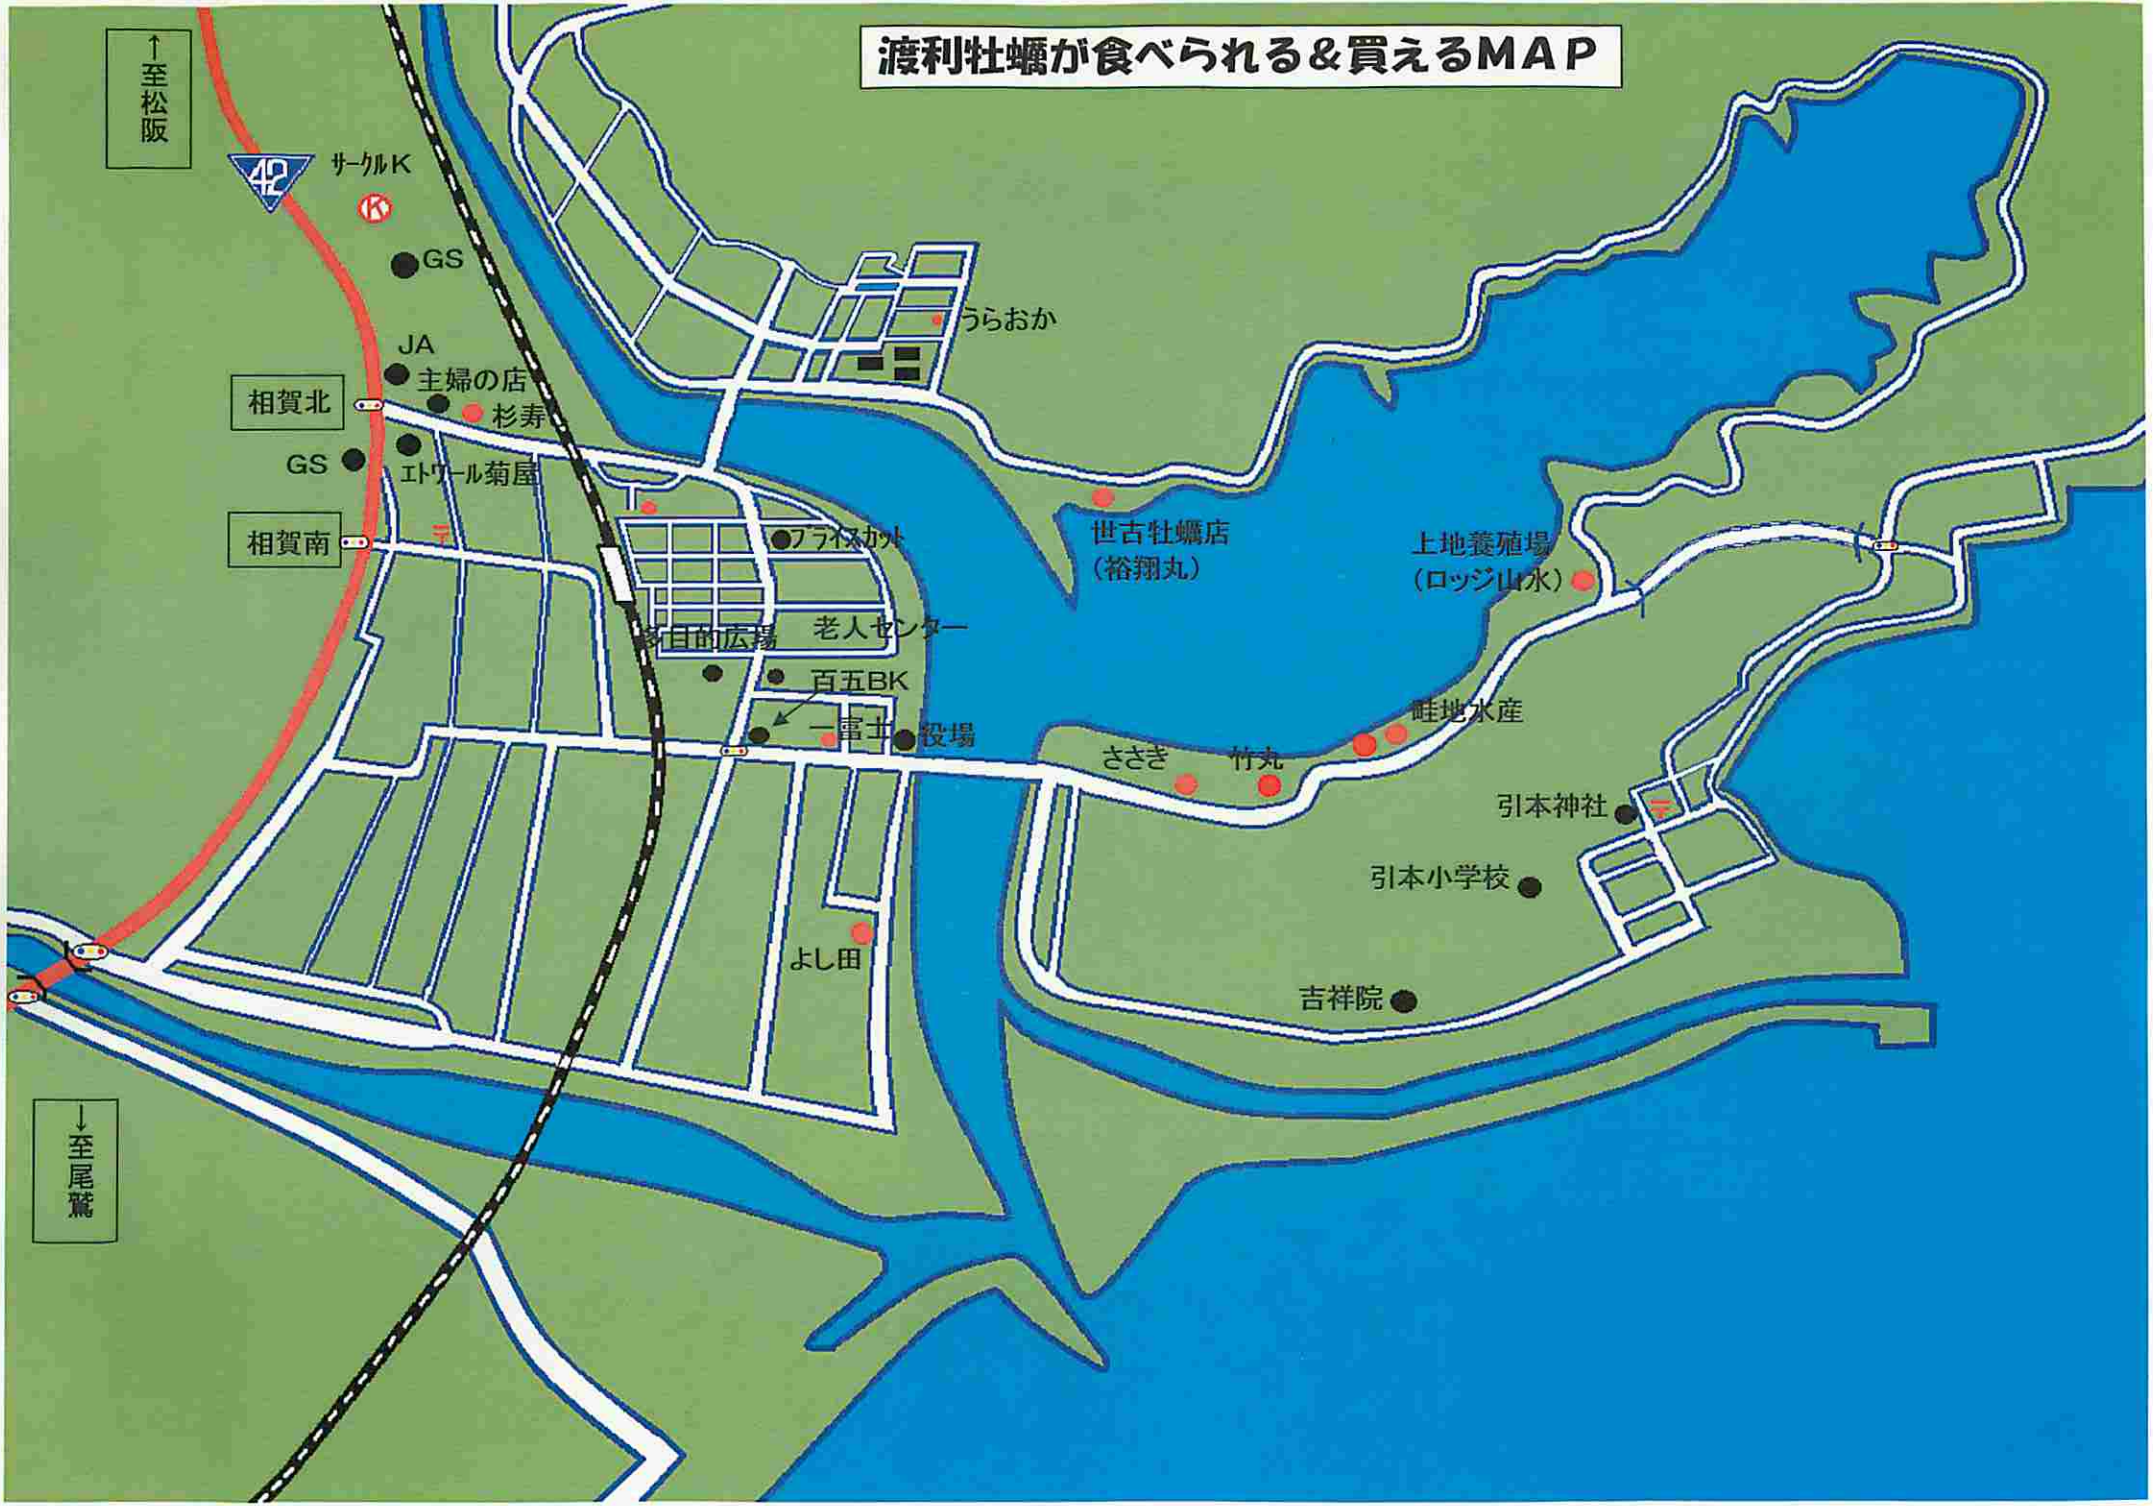 渡利牡蠣が食べられる&買えるMAP
↑至松阪
42
サークルK
K
GS
うらおか
JA
主婦の店
相賀北
杉寿
GS
エトワール菊屋
相賀南
〒
プライスカット
世古牡蠣店
(裕翔丸)
上地養殖場
(ロッジ山水)
多目的広場
老人センター
百五BK
一富士
役場
畦地水産
ささき
竹丸
引本神社
〒
引本小学校
よし田
吉祥院
↓至尾鷲